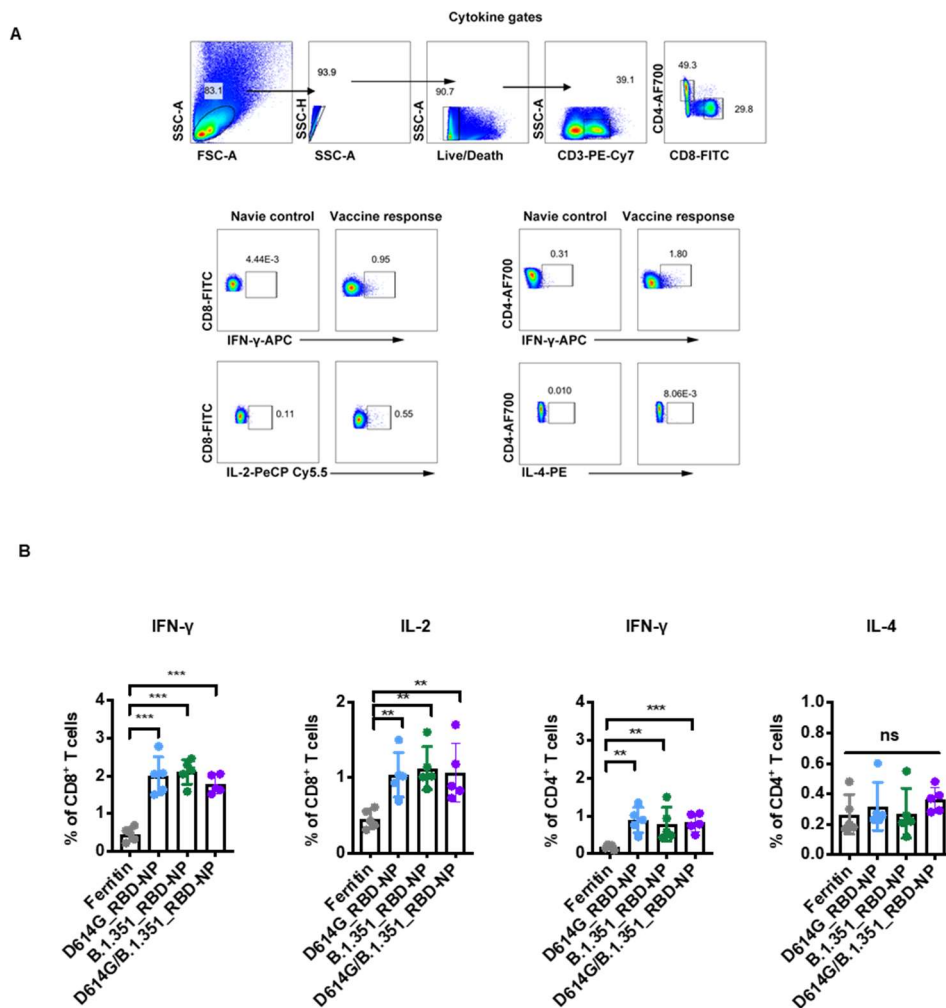 Cytokine gates
A
83.1
SSC-A
FSC-A
93.9
SSC-H
SSC-A
90.7
SSC-A
Live/Death
39.1
SSC-A
CD3-PE-Cy7
49.3
29.8
CD4-AF700
CD8-FITC
Navie control Vaccine response
4.44E-3
0.95
CD8-FITC
IFN-γ-APC
0.11
0.55
CD8-FITC
IL-2-PeCP Cy5.5
Navie control Vaccine response
0.31
1.80
CD4-AF700
IFN-γ-APC
0.010
8.06E-3
CD4-AF700
IL-4-PE
B
IFN-γ
% of CD8+ T cells
4
3
2
1
0
***
***
***
Ferritin
D614G_RBD-NP
B.1.351_RBD-NP
D614G/B.1.351_RBD-NP
IL-2
% of CD8+ T cells
2
1
0
**
**
**
Ferritin
D614G_RBD-NP
B.1.351_RBD-NP
D614G/B.1.351_RBD-NP
IFN-γ
% of CD4+ T cells
4
3
2
1
0
***
**
**
Ferritin
D614G_RBD-NP
B.1.351_RBD-NP
D614G/B.1.351_RBD-NP
IL-4
% of CD4+ T cells
1.0
0.8
0.6
0.4
0.2
0.0
ns
Ferritin
D614G_RBD-NP
B.1.351_RBD-NP
D614G/B.1.351_RBD-NP